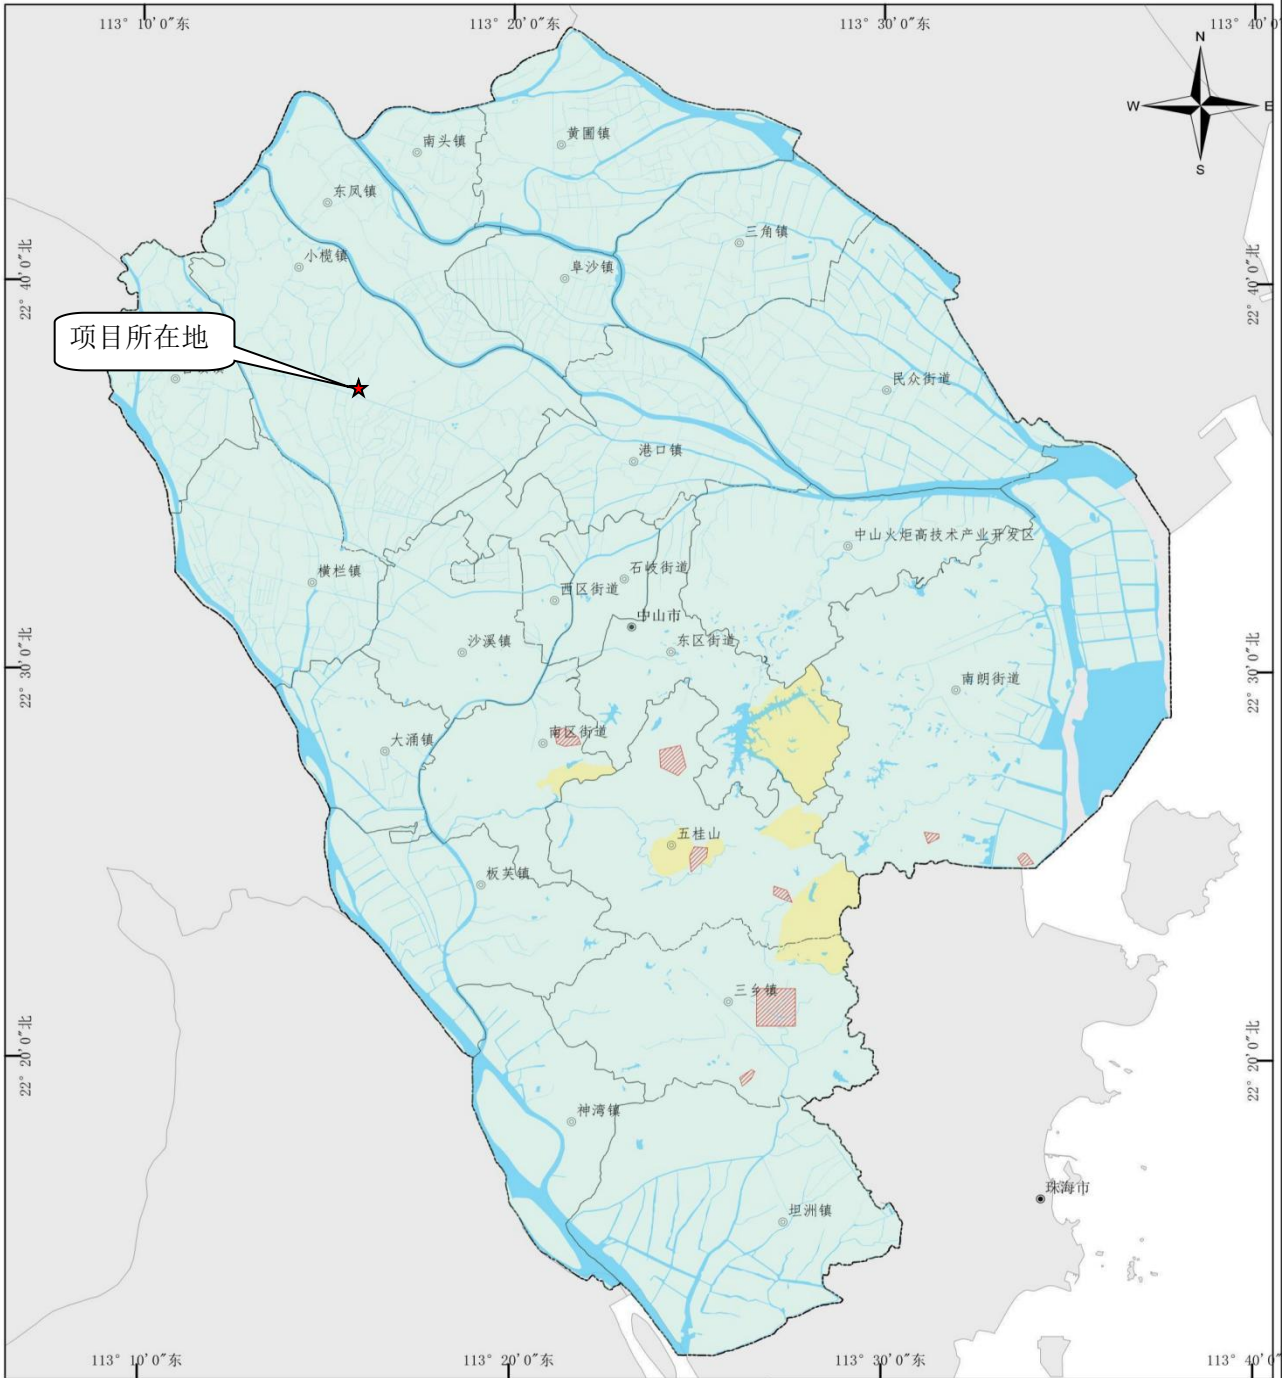 113° 10'0"东
113° 20'0"东
113° 30'0"东
113° 40'0"
N
W
E
S
黄圃镇
南头镇
东凤镇
三角镇
小榄镇
阜沙镇
22° 40'0"北
22° 40'0"北
项目所在地
民众街道
港口镇
中山火炬高技术产业开发区
横栏镇
石岐街道
西区街道
中山市
沙溪镇
东区街道
22° 30'0"北
22° 30'0"北
南朗街道
大涌镇
南区街道
五桂山
板芙镇
三乡镇
22° 20'0"北
22° 20'0"北
神湾镇
珠海市
坦洲镇
113° 10'0"东
113° 20'0"东
113° 30'0"东
113° 40'0"